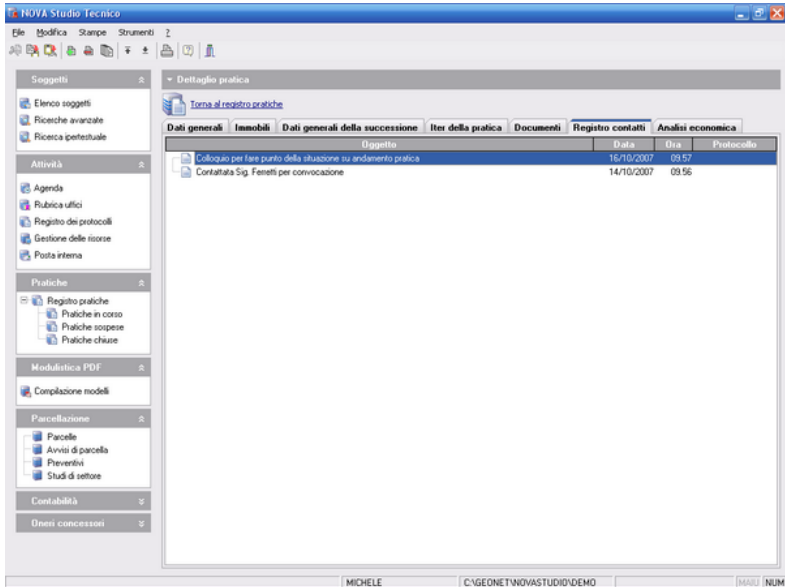 NOVA Studio Tecnico
File Modifica Stampe Strumenti ?
Soggetti
Elenco soggetti
Ricerche avanzate
Ricerca ipertestuale
Attività
Agenda
Rubrica uffici
Registro dei protocolli
Gestione delle risorse
Posta interna
Pratiche
Registro pratiche
Pratiche in corso
Pratiche sospese
Pratiche chiuse
Modulistica PDF
Compilazione modelli
Parcellazione
Parcelle
Avvisi di parcella
Preventivi
Studi di settore
Contabilità
Oneri concessori
Dettaglio pratica
Torna al registro pratiche
Dati generali Immobili Dati generali della successione Iter della pratica Documenti Registro contatti Analisi economica
Oggetto Data Ora Protocollo
Colloquio per fare punto della situazione su andamento pratica 16/10/2007 09.57
Contattata Sig. Ferretti per convocazione 14/10/2007 09.56
MICHELE C:\GEONET\NOVASTUDIO\DEMO MAIU NUM